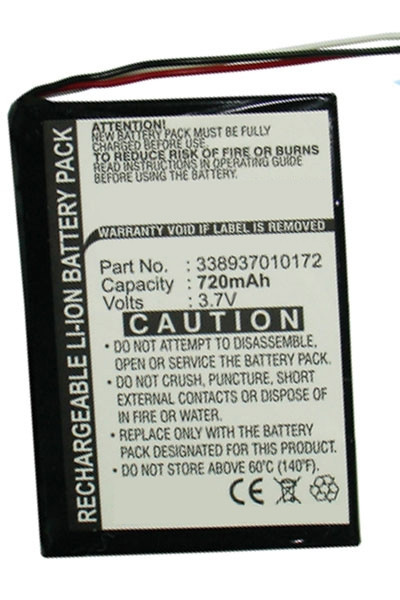 RECHARGEABLE LI-ION BATTERY PACK
ATTENTION!
NEW BATTERY PACK MUST BE FULLY
CHARGED BEFORE USE.
TO REDUCE RISK OF FIRE OR BURNS
READ INSTRUCTIONS IN OPERATING GUIDE
BEFORE USING THIS BATTERY PACK.
WARRANTY VOID IF SEAL REMOVED
Part No. : 338937010172
Capacity : 720mAh
Volts : 3.7V
CAUTION
• DO NOT ATTEMPT TO DISASSEMBLE,
OPEN OR SERVICE THE BATTERY PACK.
• DO NOT CRUSH, PUNCTURE, SHORT
EXTERNAL CONTACTS OR DISPOSE OF
IN FIRE OR WATER.
• REPLACE ONLY WITH THE BATTERY
PACK SPECIFIED FOR THIS PRODUCT.
• DO NOT STORE ABOVE 60°C (140°F).
CE